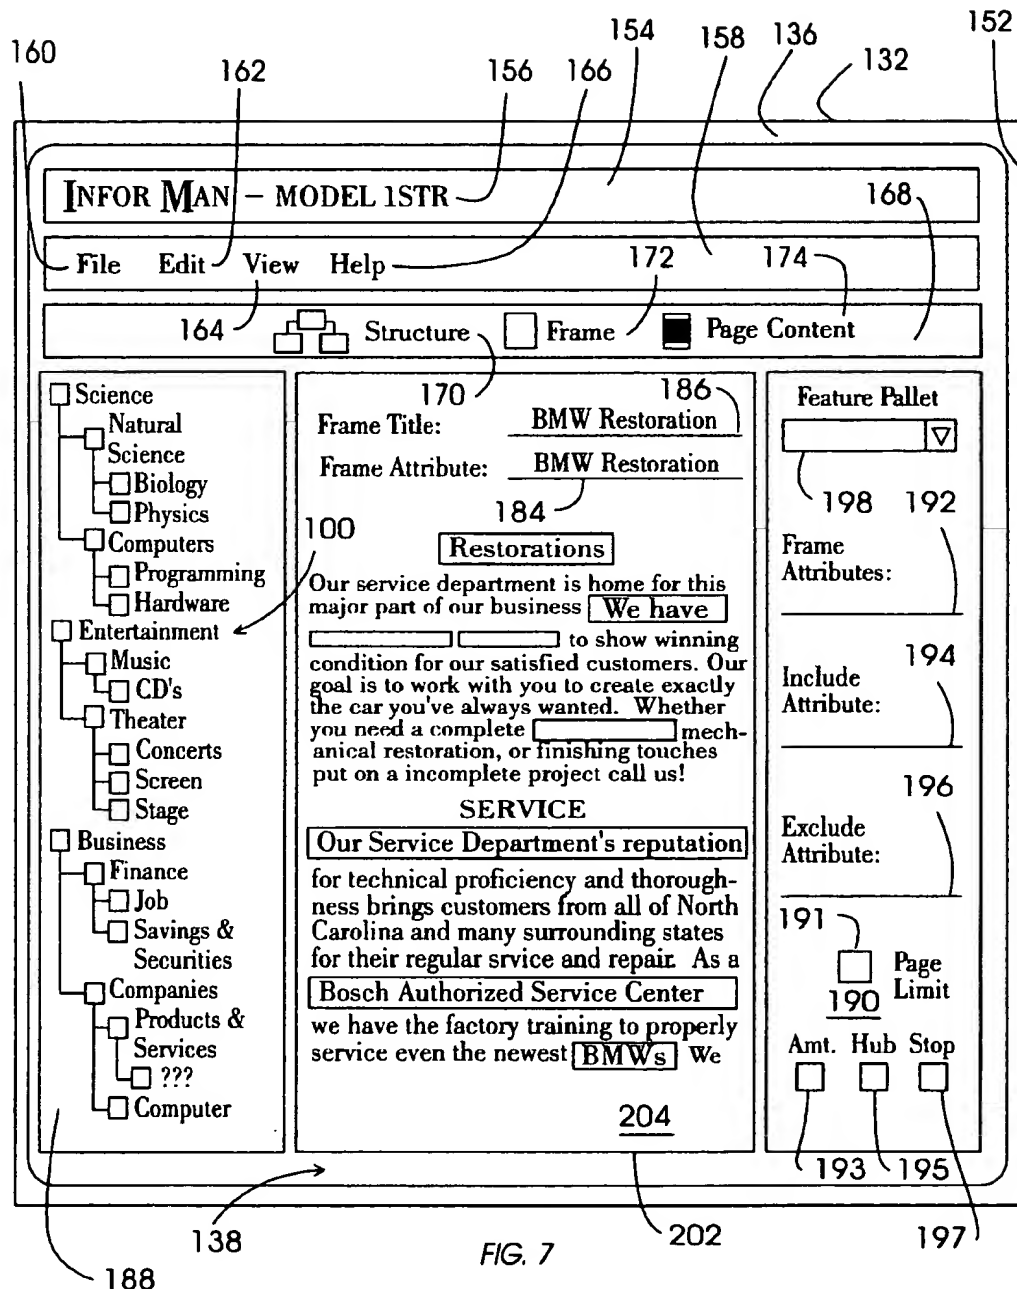 154
136
152
160
162
156
166
158
132
INFOR MAN – MODEL 1STR
168
File Edit View Help
172
174
164
Structure
Frame
Page Content
170
Science
Natural
Science
Biology
Physics
Computers
Programming
Hardware
100
Entertainment
Music
CD's
Theater
Concerts
Screen
Stage
Business
Finance
Job
Savings &
Securities
Companies
Products &
Services
???
Computer
186
Frame Title: BMW Restoration
Frame Attribute: BMW Restoration
184
Restorations
Our service department is home for this
major part of our business We have
to show winning
condition for our satisfied customers. Our
goal is to work with you to create exactly
the car you've always wanted. Whether
you need a complete mech-
anical restoration, or finishing touches
put on a incomplete project call us!
SERVICE
Our Service Department's reputation
for technical proficiency and thorough-
ness brings customers from all of North
Carolina and many surrounding states
for their regular srvice and repair. As a
Bosch Authorized Service Center
we have the factory training to properly
service even the newest BMWs We
204
Feature Pallet
198
192
Frame
Attributes:
194
Include
Attribute:
196
Exclude
Attribute:
191
Page
Limit
190
Amt. Hub Stop
193
195
197
138
202
188
FIG. 7